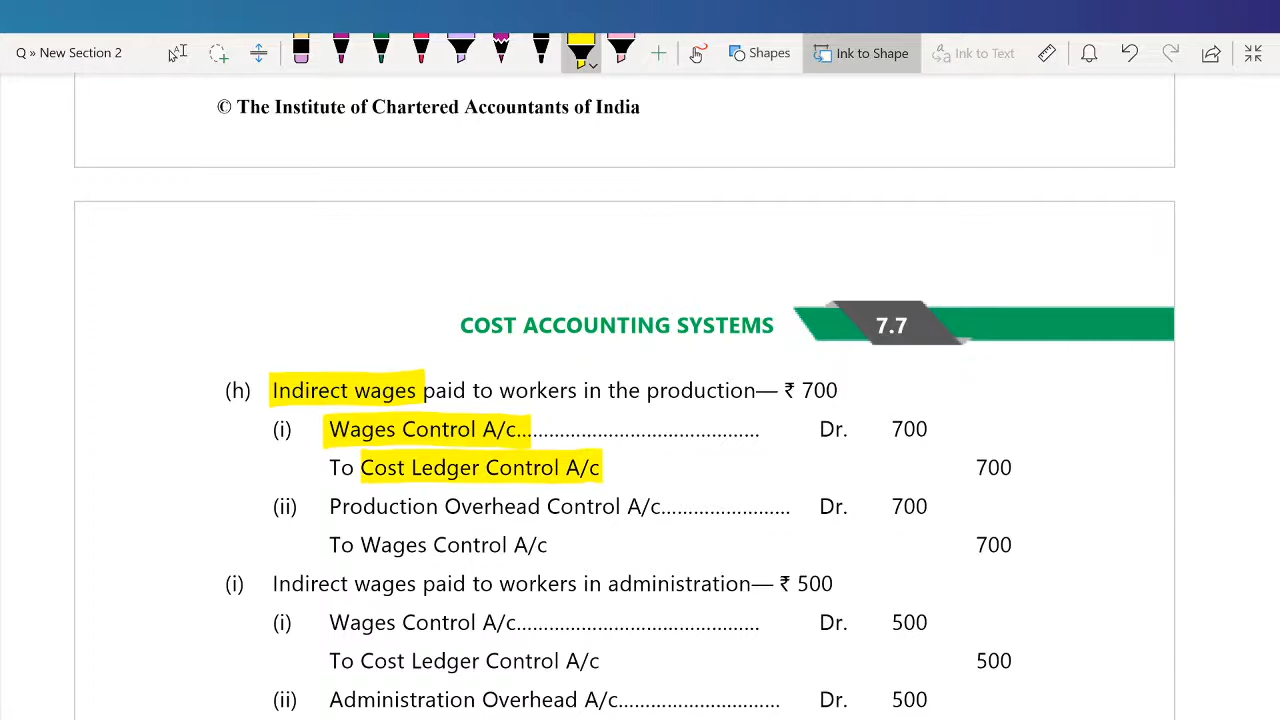 Q » New Section 2
Shapes
Ink to Shape
Ink to Text
© The Institute of Chartered Accountants of India
COST ACCOUNTING SYSTEMS 7.7
(h) Indirect wages paid to workers in the production— ₹ 700
(i) Wages Control A/c............................................ Dr. 700
To Cost Ledger Control A/c 700
(ii) Production Overhead Control A/c....................... Dr. 700
To Wages Control A/c 700
(i) Indirect wages paid to workers in administration— ₹ 500
(i) Wages Control A/c............................................ Dr. 500
To Cost Ledger Control A/c 500
(ii) Administration Overhead A/c............................ Dr. 500